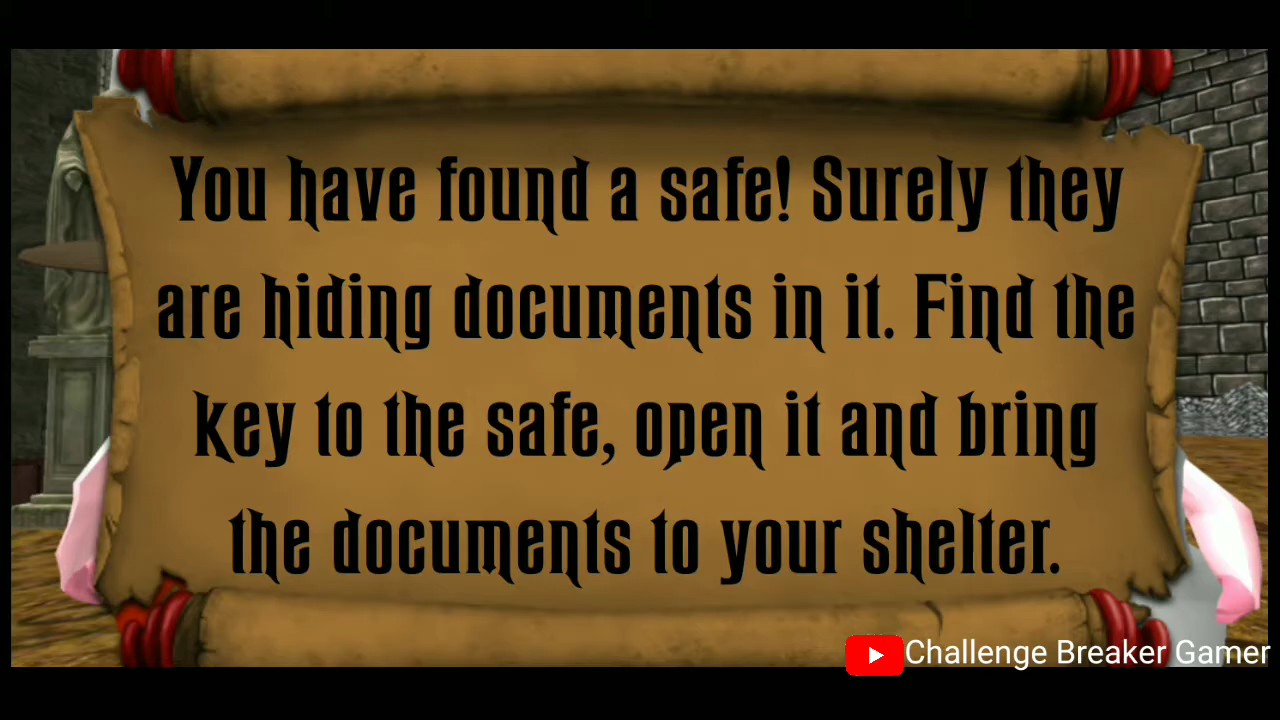 You have found a safe! Surely they
are hiding documents in it. Find the
key to the safe, open it and bring
the documents to your shelter.
Challenge Breaker Gamer